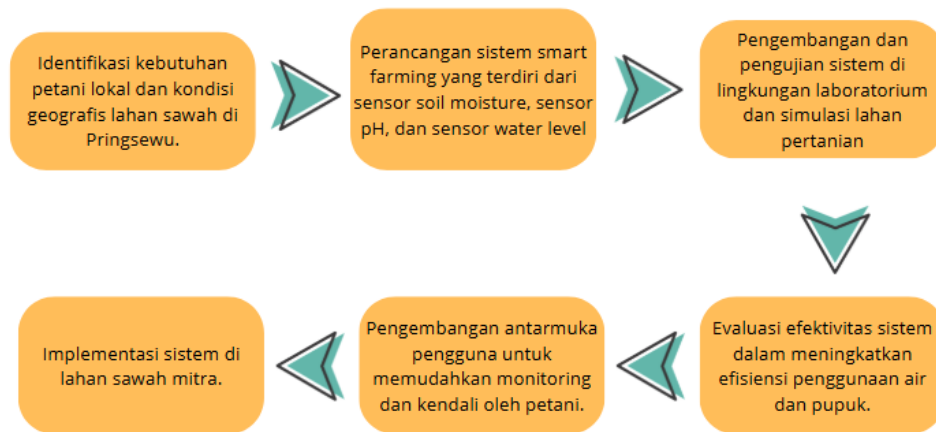 Identifikasi kebutuhan
petani lokal dan kondisi
geografis lahan sawah di
Pringsewu.
Perancangan sistem smart
farming yang terdiri dari
sensor soil moisture, sensor
pH, dan sensor water level
Pengembangan dan
pengujian sistem di
lingkungan laboratorium
dan simulasi lahan
pertanian
Evaluasi efektivitas sistem
dalam meningkatkan
efisiensi penggunaan air
dan pupuk.
Pengembangan antarmuka
pengguna untuk
memudahkan monitoring
dan kendali oleh petani.
Implementasi sistem di
lahan sawah mitra.